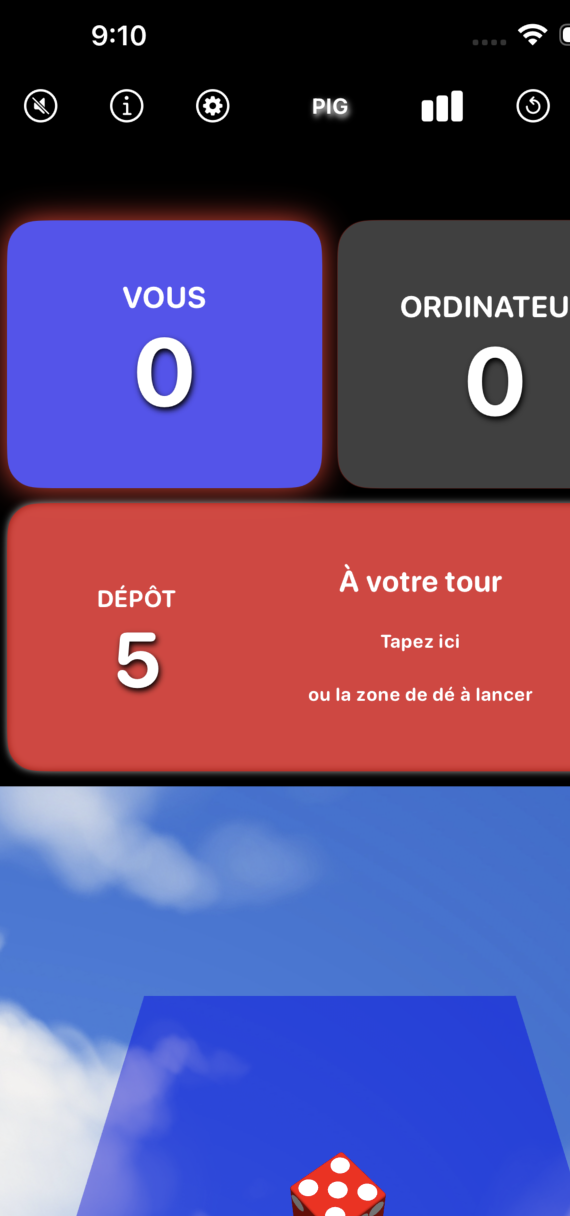 9:10
PIG
VOUS
0
ORDINATEU
0
DÉPÔT
5
À votre tour
Tapez ici
ou la zone de dé à lancer